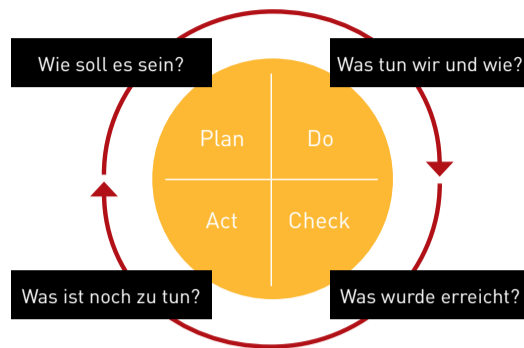 Wie soll es sein?
Was tun wir und wie?
Plan
Do
Act
Check
Was ist noch zu tun?
Was wurde erreicht?